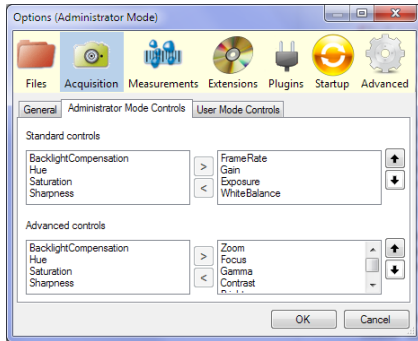 Options (Administrator Mode)
Files Acquisition Measurements Extensions Plugins Startup Advanced
General Administrator Mode Controls User Mode Controls
Standard controls
BacklightCompensation
Hue
Saturation
Sharpness
>
<
FrameRate
Gain
Exposure
WhiteBalance
Advanced controls
BacklightCompensation
Hue
Saturation
Sharpness
>
<
Zoom
Focus
Gamma
Contrast
OK Cancel